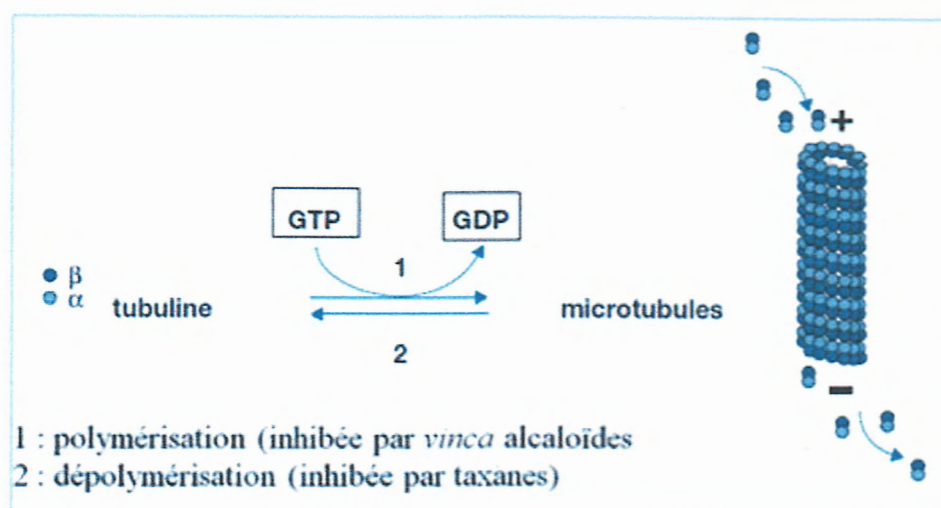 +
GTP
GDP
1
β
α
tubuline
microtubules
2
−
1 : polymérisation (inhibée par vinca alcaloïdes
2 : dépolymérisation (inhibée par taxanes)